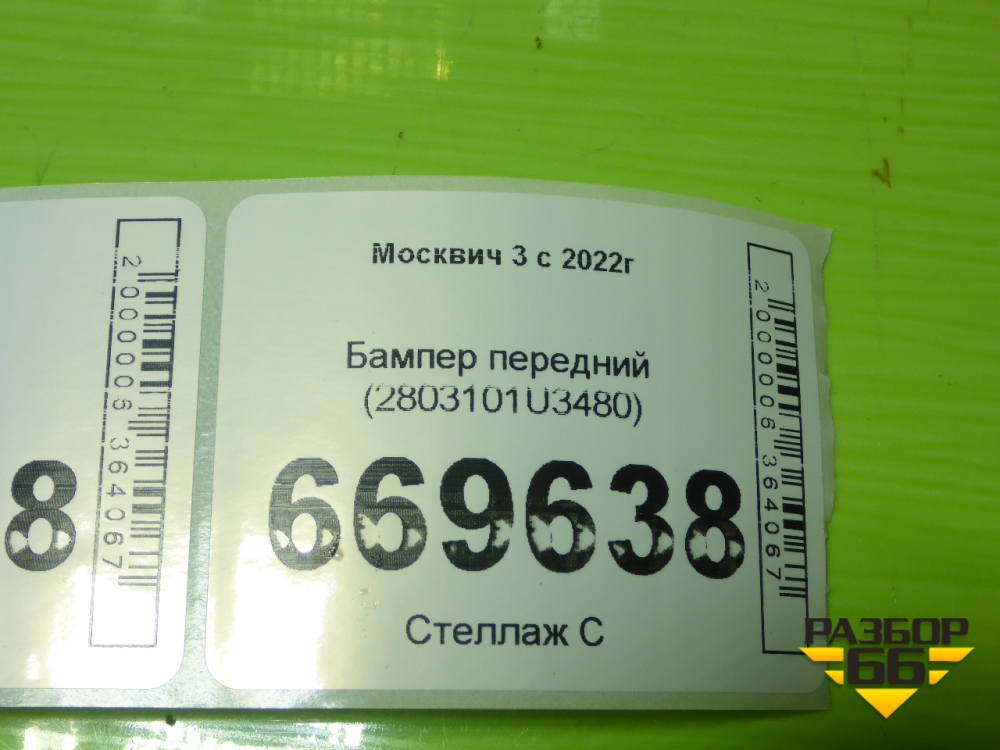 Москвич 3 с 2022г
Бампер передний
(2803101U3480)
669638
Стеллаж С
2000006364067
8
2000006364067
РАЗБОР
66